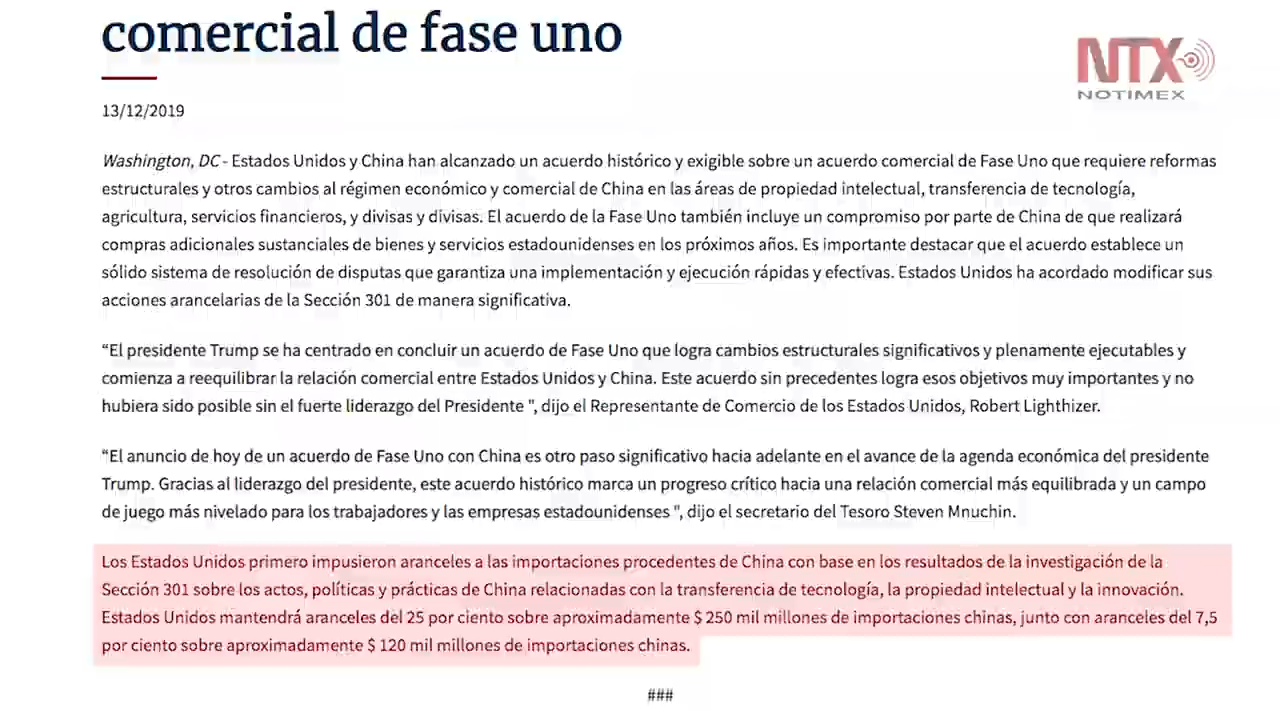 comercial de fase uno
NTX
NOTIMEX
13/12/2019
Washington, DC - Estados Unidos y China han alcanzado un acuerdo histórico y exigible sobre un acuerdo comercial de Fase Uno que requiere reformas
estructurales y otros cambios al régimen económico y comercial de China en las áreas de propiedad intelectual, transferencia de tecnología,
agricultura, servicios financieros, y divisas y divisas. El acuerdo de la Fase Uno también incluye un compromiso por parte de China de que realizará
compras adicionales sustanciales de bienes y servicios estadounidenses en los próximos años. Es importante destacar que el acuerdo establece un
sólido sistema de resolución de disputas que garantiza una implementación y ejecución rápidas y efectivas. Estados Unidos ha acordado modificar sus
acciones arancelarias de la Sección 301 de manera significativa.
“El presidente Trump se ha centrado en concluir un acuerdo de Fase Uno que logra cambios estructurales significativos y plenamente ejecutables y
comienza a reequilibrar la relación comercial entre Estados Unidos y China. Este acuerdo sin precedentes logra esos objetivos muy importantes y no
hubiera sido posible sin el fuerte liderazgo del Presidente ", dijo el Representante de Comercio de los Estados Unidos, Robert Lighthizer.
“El anuncio de hoy de un acuerdo de Fase Uno con China es otro paso significativo hacia adelante en el avance de la agenda económica del presidente
Trump. Gracias al liderazgo del presidente, este acuerdo histórico marca un progreso crítico hacia una relación comercial más equilibrada y un campo
de juego más nivelado para los trabajadores y las empresas estadounidenses ", dijo el secretario del Tesoro Steven Mnuchin.
Los Estados Unidos primero impusieron aranceles a las importaciones procedentes de China con base en los resultados de la investigación de la
Sección 301 sobre los actos, políticas y prácticas de China relacionadas con la transferencia de tecnología, la propiedad intelectual y la innovación.
Estados Unidos mantendrá aranceles del 25 por ciento sobre aproximadamente $ 250 mil millones de importaciones chinas, junto con aranceles del 7,5
por ciento sobre aproximadamente $ 120 mil millones de importaciones chinas.
###